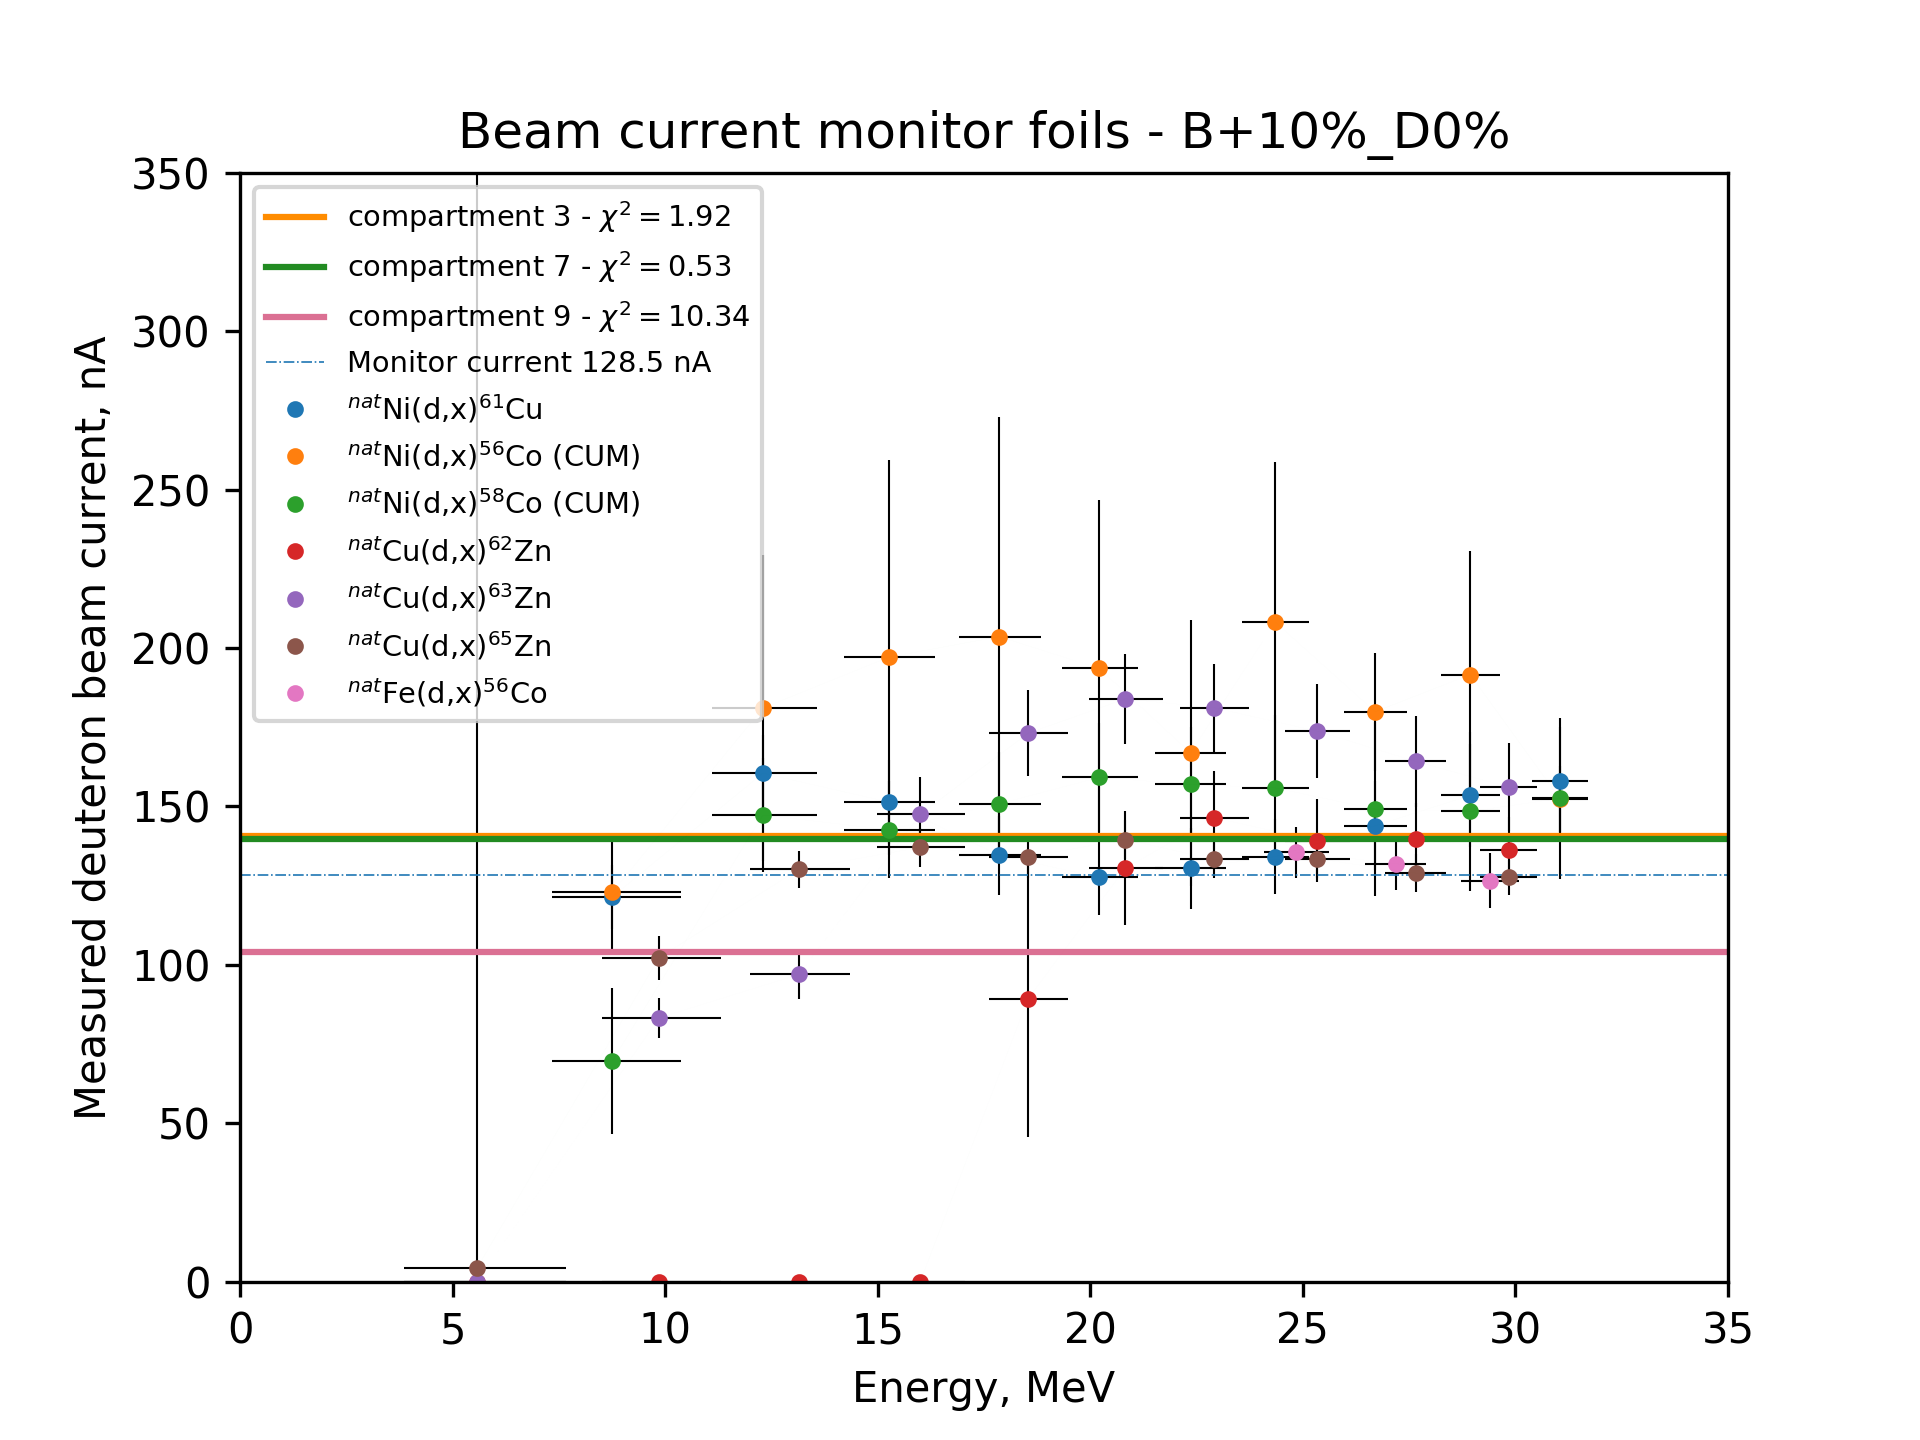 Beam current monitor foils - B+10%_D0%
350
300
250
200
150
100
50
0
Measured deuteron beam current, nA
compartment 3 - χ² = 1.92
compartment 7 - χ² = 0.53
compartment 9 - χ² = 10.34
Monitor current 128.5 nA
ⁿᵃᵗNi(d,x)⁶¹Cu
ⁿᵃᵗNi(d,x)⁵⁶Co (CUM)
ⁿᵃᵗNi(d,x)⁵⁸Co (CUM)
ⁿᵃᵗCu(d,x)⁶²Zn
ⁿᵃᵗCu(d,x)⁶³Zn
ⁿᵃᵗCu(d,x)⁶⁵Zn
ⁿᵃᵗFe(d,x)⁵⁶Co
0 5 10 15 20 25 30 35
Energy, MeV